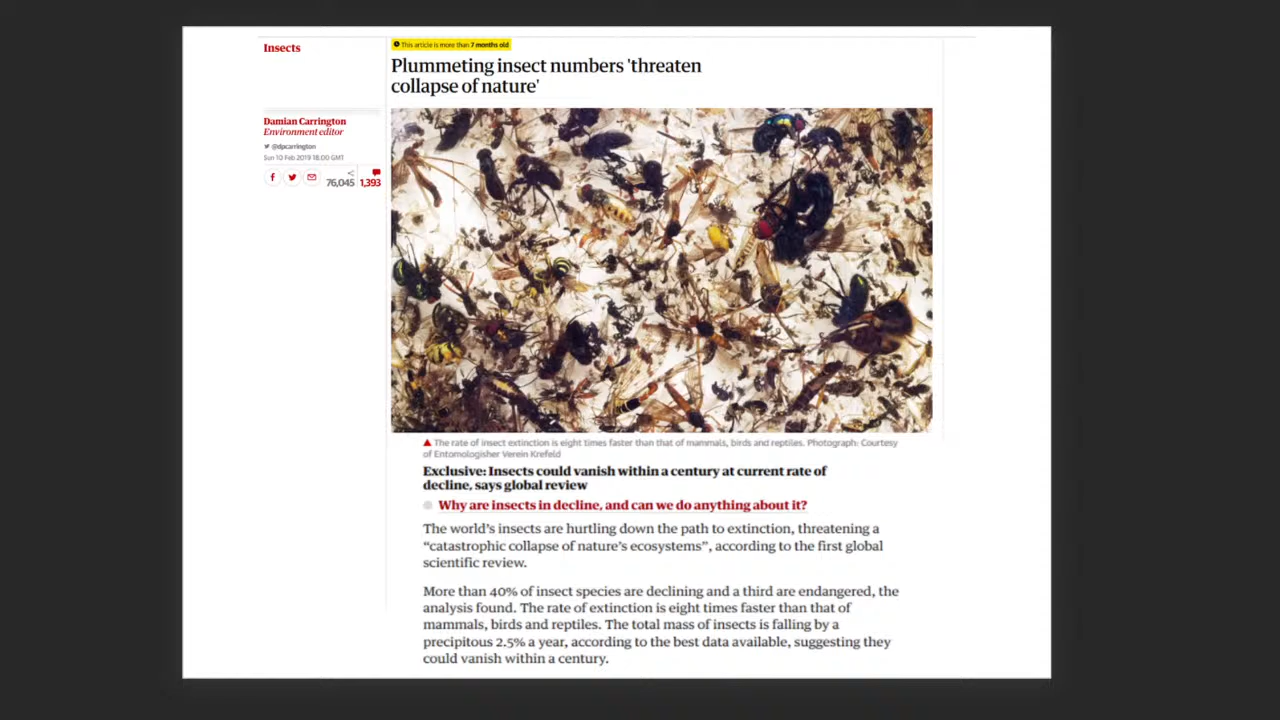 Insects
This article is more than 7 months old
Plummeting insect numbers 'threaten
collapse of nature'
Damian Carrington
Environment editor
@dpcarrington
Sun 10 Feb 2019 18.00 GMT
76,045 1,393
The rate of insect extinction is eight times faster than that of mammals, birds and reptiles. Photograph: Courtesy
of Entomologisher Verein Krefeld
Exclusive: Insects could vanish within a century at current rate of
decline, says global review
Why are insects in decline, and can we do anything about it?
The world’s insects are hurtling down the path to extinction, threatening a
“catastrophic collapse of nature’s ecosystems”, according to the first global
scientific review.
More than 40% of insect species are declining and a third are endangered, the
analysis found. The rate of extinction is eight times faster than that of
mammals, birds and reptiles. The total mass of insects is falling by a
precipitous 2.5% a year, according to the best data available, suggesting they
could vanish within a century.